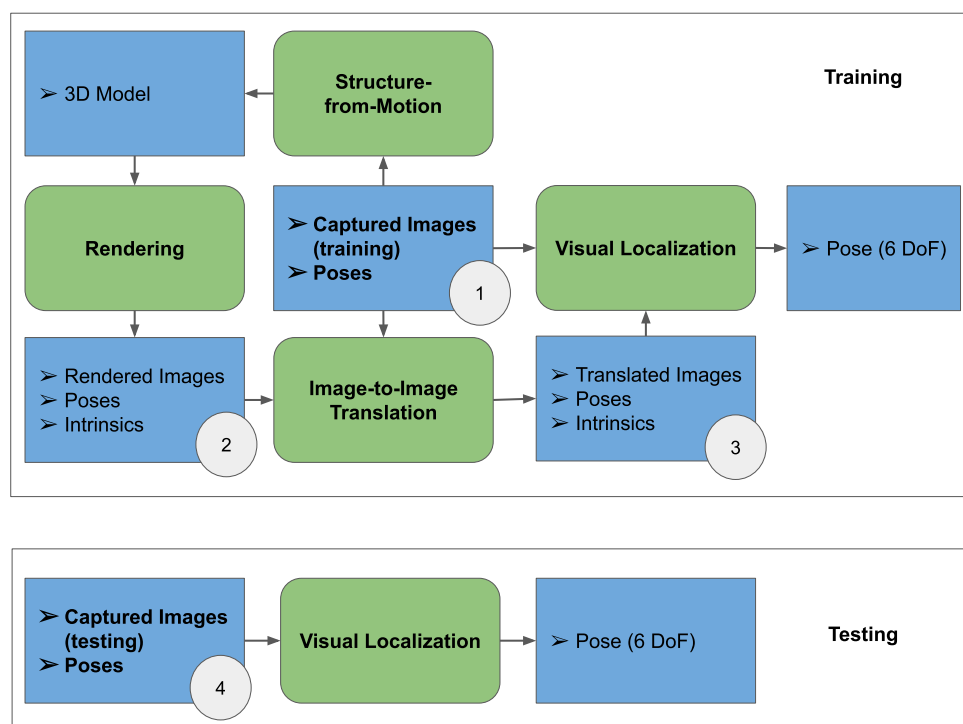 ➢ 3D Model
Structure-
from-Motion
Training
Rendering
➢ Captured Images
(training)
➢ Poses
1
Visual Localization
➢ Pose (6 DoF)
➢ Rendered Images
➢ Poses
➢ Intrinsics
2
Image-to-Image
Translation
➢ Translated Images
➢ Poses
➢ Intrinsics
3
➢ Captured Images
(testing)
➢ Poses
4
Visual Localization
➢ Pose (6 DoF)
Testing